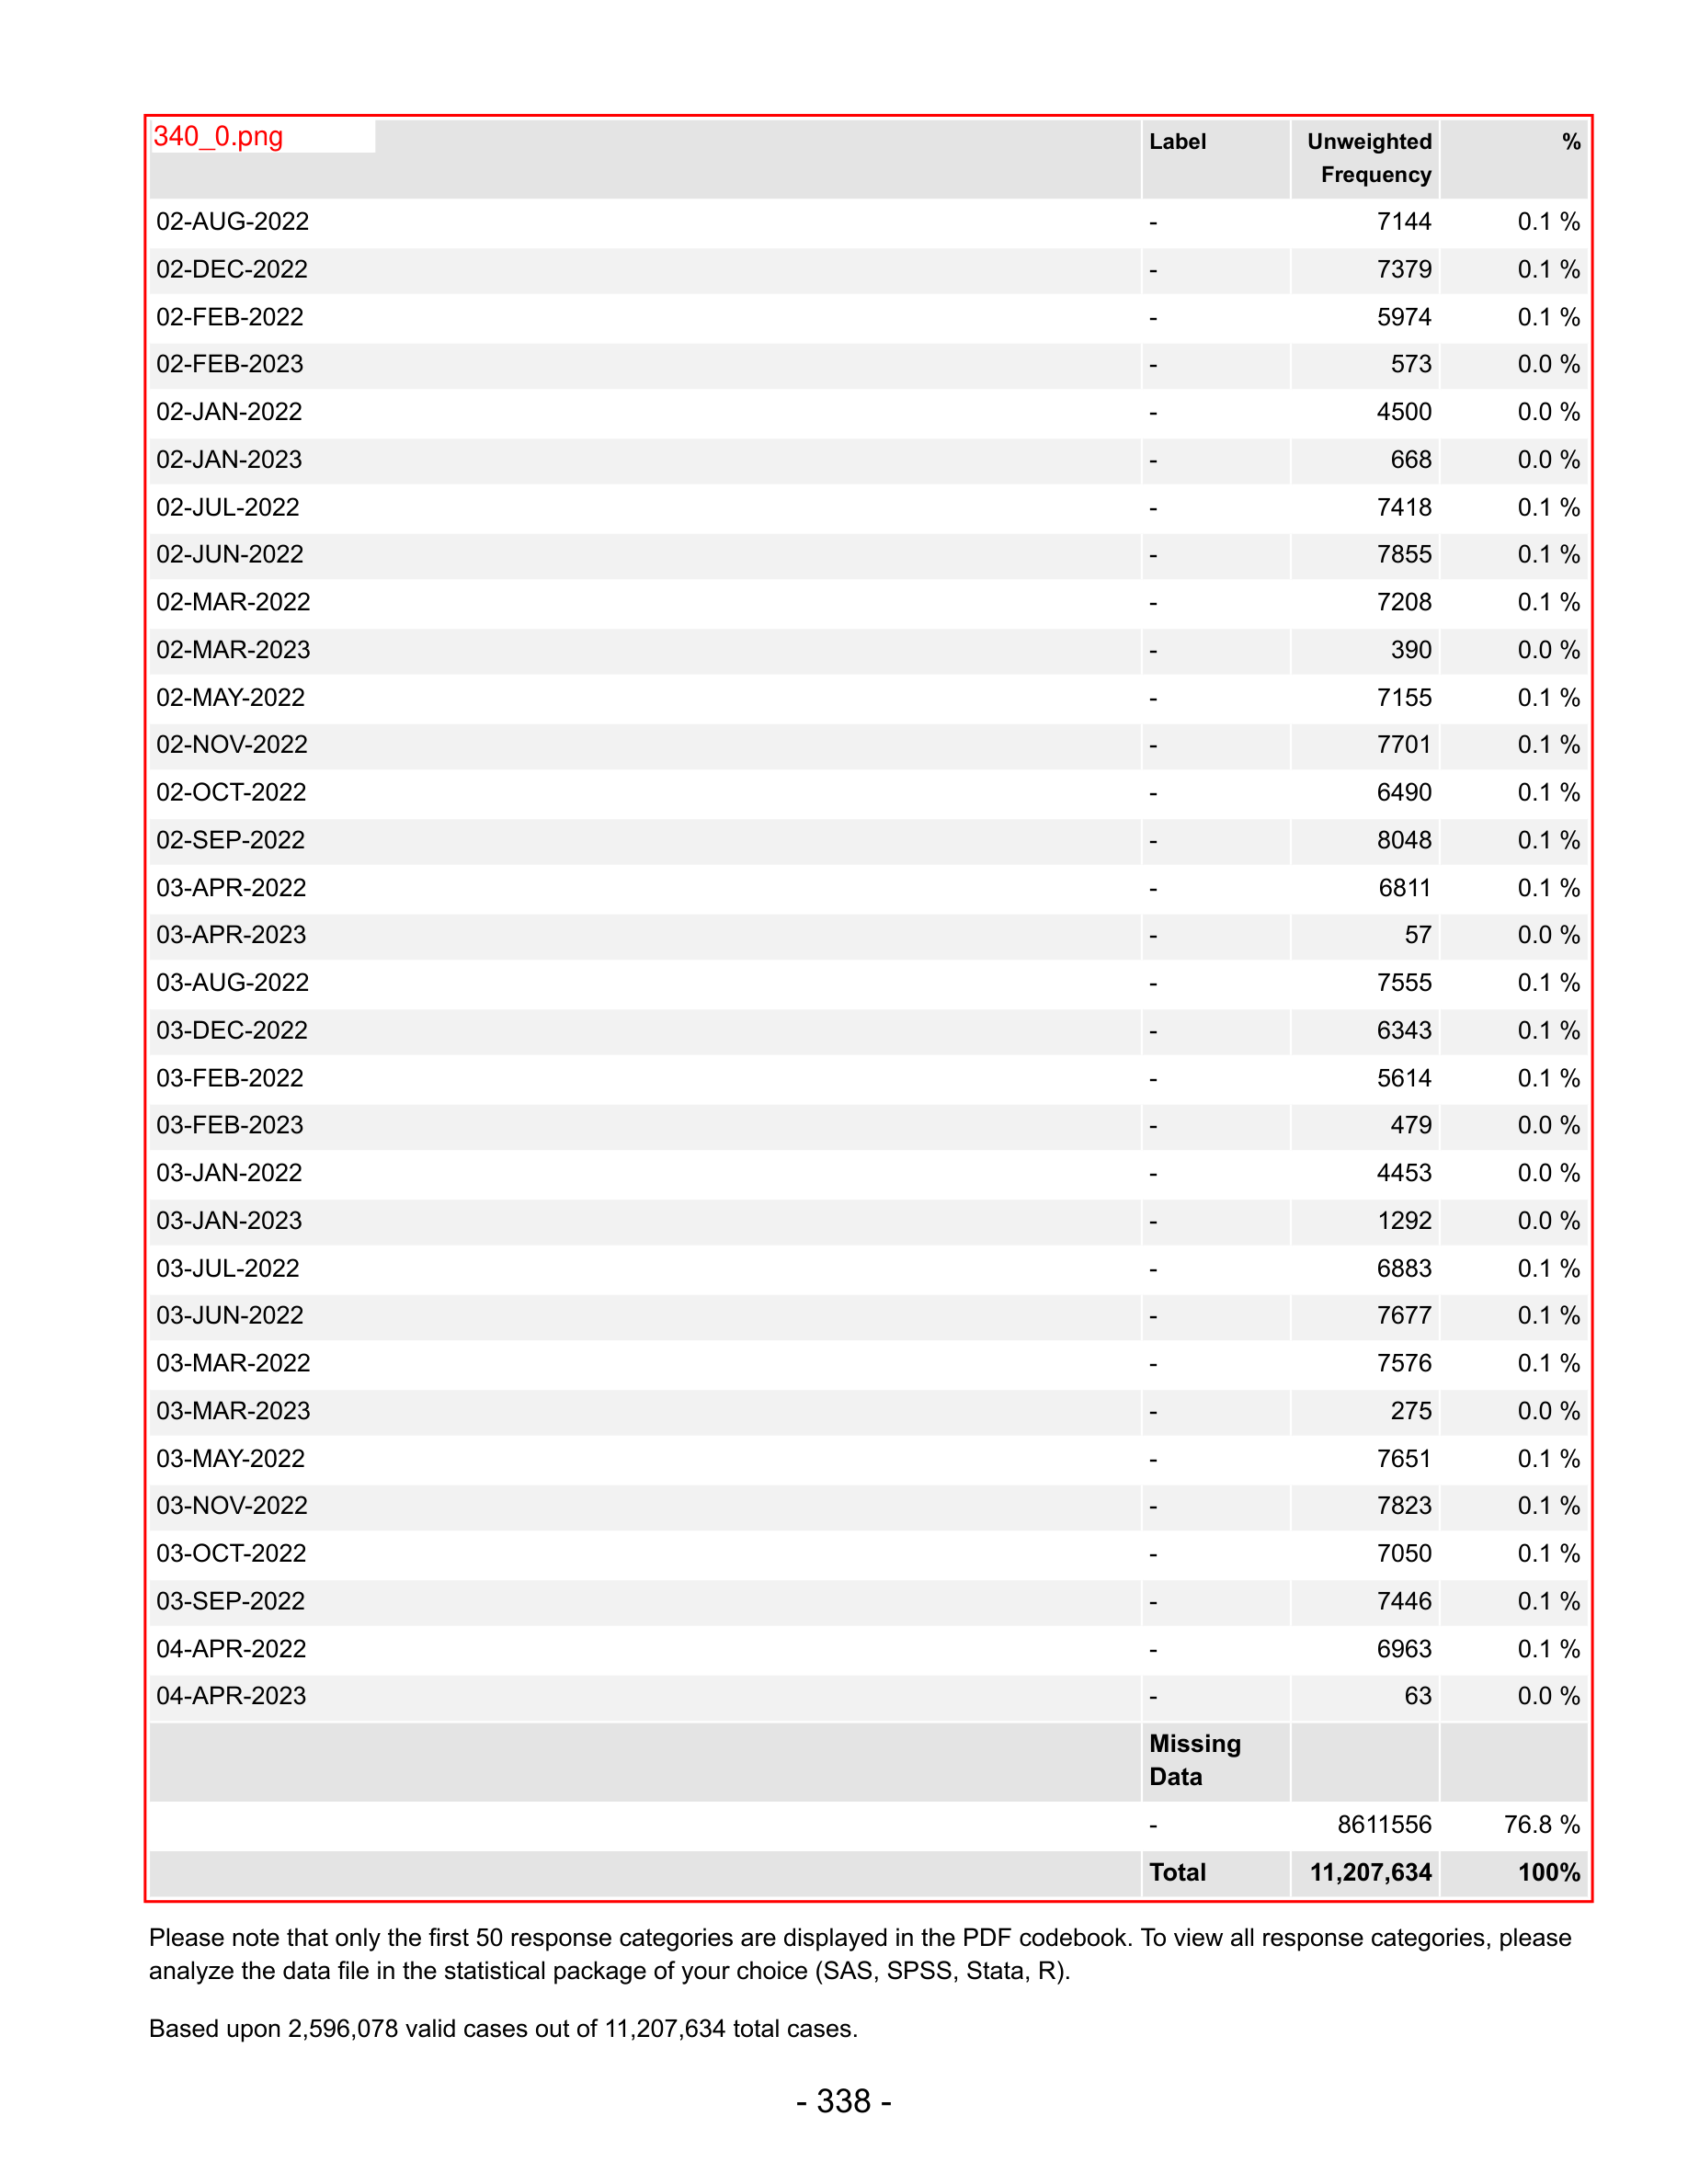 340_0.png
Label Unweighted Frequency %
02-AUG-2022 - 7144 0.1 %
02-DEC-2022 - 7379 0.1 %
02-FEB-2022 - 5974 0.1 %
02-FEB-2023 - 573 0.0 %
02-JAN-2022 - 4500 0.0 %
02-JAN-2023 - 668 0.0 %
02-JUL-2022 - 7418 0.1 %
02-JUN-2022 - 7855 0.1 %
02-MAR-2022 - 7208 0.1 %
02-MAR-2023 - 390 0.0 %
02-MAY-2022 - 7155 0.1 %
02-NOV-2022 - 7701 0.1 %
02-OCT-2022 - 6490 0.1 %
02-SEP-2022 - 8048 0.1 %
03-APR-2022 - 6811 0.1 %
03-APR-2023 - 57 0.0 %
03-AUG-2022 - 7555 0.1 %
03-DEC-2022 - 6343 0.1 %
03-FEB-2022 - 5614 0.1 %
03-FEB-2023 - 479 0.0 %
03-JAN-2022 - 4453 0.0 %
03-JAN-2023 - 1292 0.0 %
03-JUL-2022 - 6883 0.1 %
03-JUN-2022 - 7677 0.1 %
03-MAR-2022 - 7576 0.1 %
03-MAR-2023 - 275 0.0 %
03-MAY-2022 - 7651 0.1 %
03-NOV-2022 - 7823 0.1 %
03-OCT-2022 - 7050 0.1 %
03-SEP-2022 - 7446 0.1 %
04-APR-2022 - 6963 0.1 %
04-APR-2023 - 63 0.0 %
Missing
Data
- 8611556 76.8 %
Total 11,207,634 100%
Please note that only the first 50 response categories are displayed in the PDF codebook. To view all response categories, please
analyze the data file in the statistical package of your choice (SAS, SPSS, Stata, R).
Based upon 2,596,078 valid cases out of 11,207,634 total cases.
- 338 -